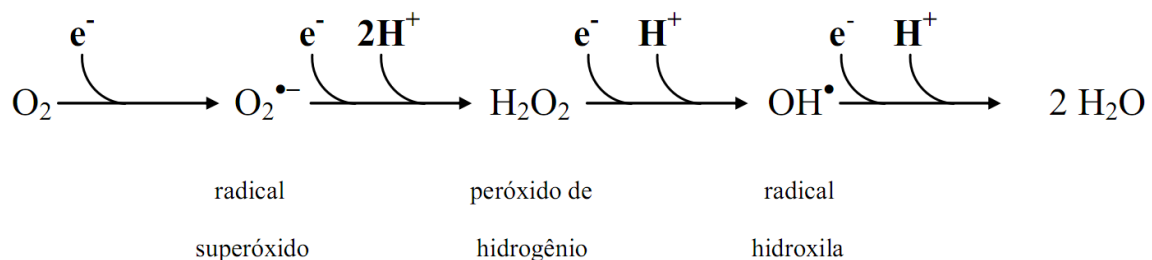 e⁻ e⁻ 2H⁺ e⁻ H⁺ e⁻ H⁺
O₂ O₂•⁻ H₂O₂ OH• 2 H₂O
radical peróxido de radical
superóxido hidrogênio hidroxila